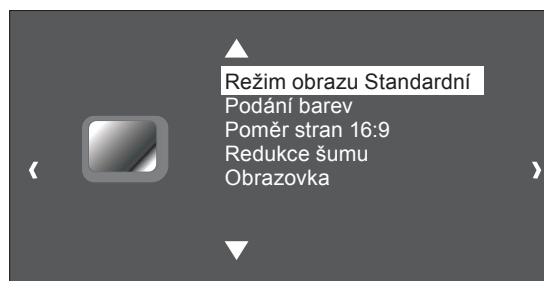 Režim obrazu Standardní
Podání barev
Poměr stran 16:9
Redukce šumu
Obrazovka